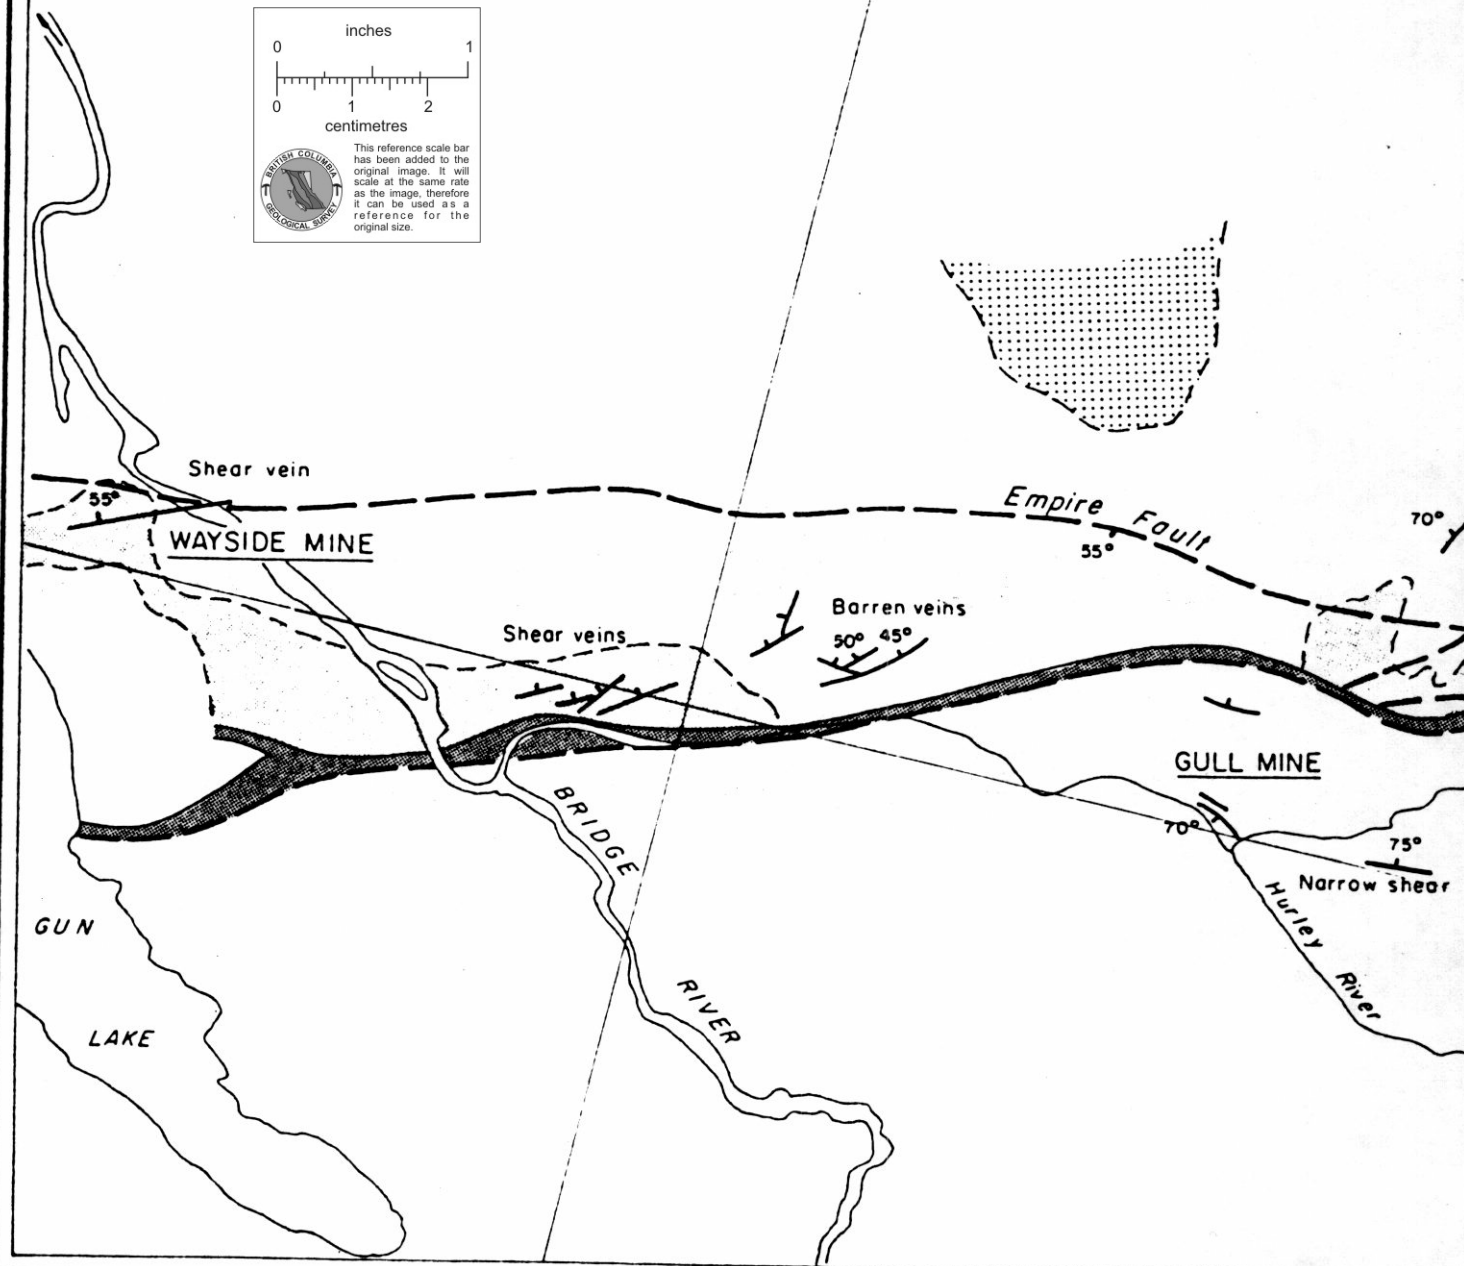 inches
0 1
0 1 2
centimetres
This reference scale bar
has been added to the
original image. It will
scale at the same rate
as the image, therefore
it can be used as a
reference for the
original size.
BRITISH COLUMBIA
GEOLOGICAL SURVEY
Shear vein
55°
WAYSIDE MINE
Empire Fault
55°
70°
Barren veins
50° 45°
Shear veins
GULL MINE
70°
75°
Narrow shear
BRIDGE
RIVER
Hurley
River
GUN
LAKE